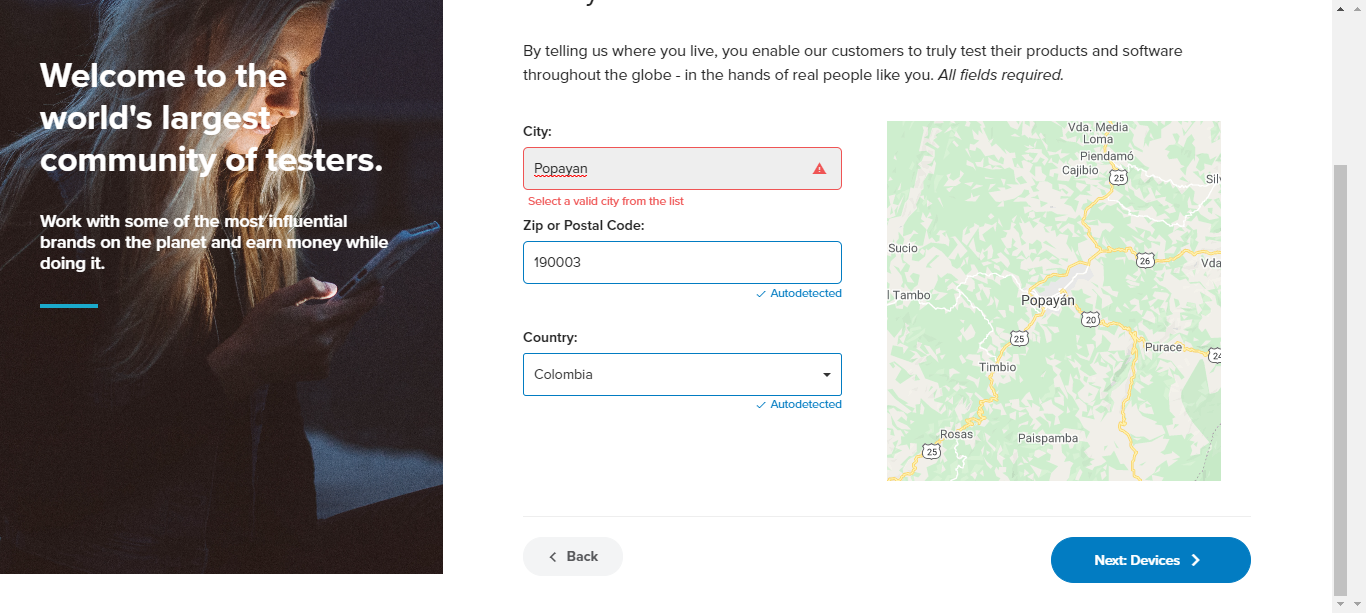 Welcome to the
world's largest
community of testers.
Work with some of the most influential
brands on the planet and earn money while
doing it.
By telling us where you live, you enable our customers to truly test their products and software
throughout the globe - in the hands of real people like you. All fields required.
City:
Popayan
Select a valid city from the list
Zip or Postal Code:
190003
Autodetected
Country:
Colombia
Autodetected
Vda. Media
Loma
Piendamó
Cajibio
25
Sucio
26
Vda
Tambo
Popayán
20
25
Purace
24
Timbio
Rosas
Paispamba
25
Back
Next: Devices